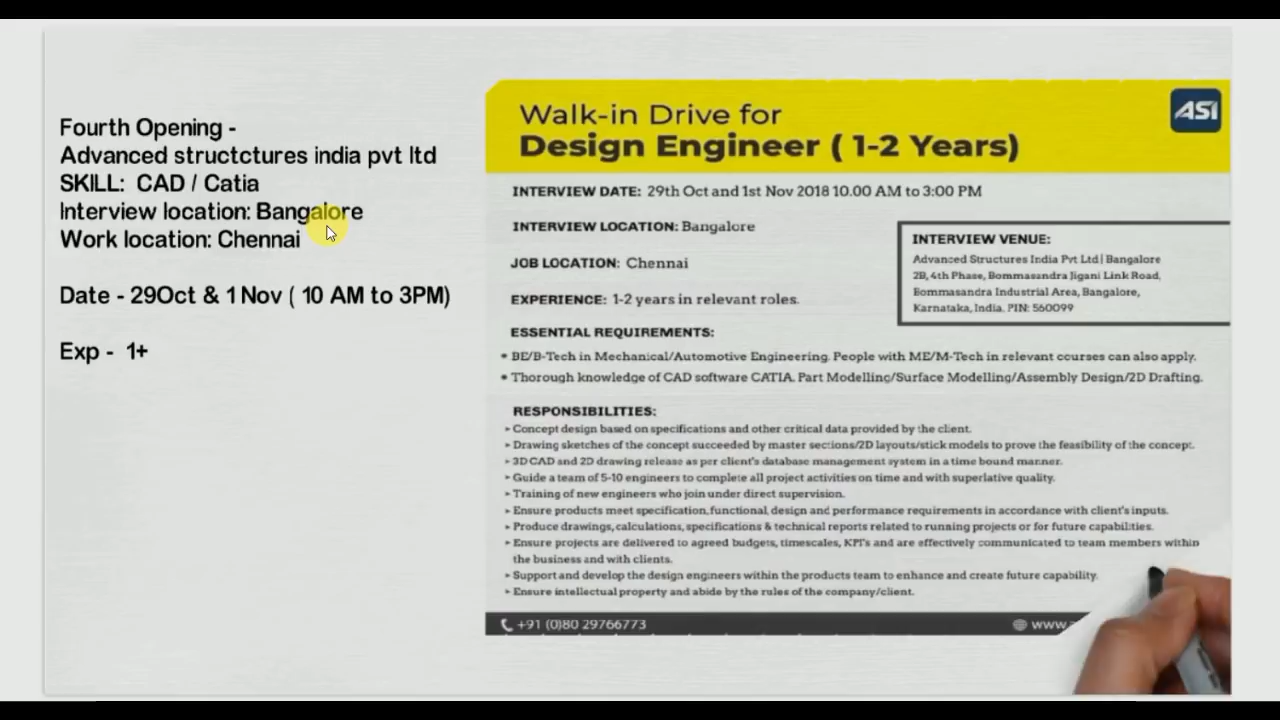 Fourth Opening -
Advanced structctures india pvt ltd
SKILL: CAD / Catia
Interview location: Bangalore
Work location: Chennai
Date - 29Oct & 1 Nov ( 10 AM to 3PM)
Exp - 1+
ASI
Walk-in Drive for
Design Engineer ( 1-2 Years)
INTERVIEW DATE: 29th Oct and 1st Nov 2018 10.00 AM to 3:00 PM
INTERVIEW LOCATION: Bangalore
JOB LOCATION: Chennai
EXPERIENCE: 1-2 years in relevant roles.
INTERVIEW VENUE:
Advanced Structures India Pvt Ltd| Bangalore
2B, 4th Phase, Bommasandra Jigani Link Road,
Bommasandra Industrial Area, Bangalore,
Karnataka, India. PIN: 560099
ESSENTIAL REQUIREMENTS:
• BE/B-Tech in Mechanical/Automotive Engineering. People with ME/M-Tech in relevant courses can also apply.
• Thorough knowledge of CAD software CATIA. Part Modelling/Surface Modelling/Assembly Design/2D Drafting.
RESPONSIBILITIES:
➤ Concept design based on specifications and other critical data provided by the client.
➤ Drawing sketches of the concept succeeded by master sections/2D layouts/stick models to prove the feasibility of the concept.
➤ 3D CAD and 2D drawing release as per client's database management system in a time bound manner.
➤ Guide a team of 5-10 engineers to complete all project activities on time and with superlative quality.
➤ Training of new engineers who join under direct supervision.
➤ Ensure products meet specification, functional, design and performance requirements in accordance with client's inputs.
➤ Produce drawings, calculations, specifications & technical reports related to running projects or for future capabilities.
➤ Ensure projects are delivered to agreed budgets, timescales, KPI's and are effectively communicated to team members within
the business and with clients.
➤ Support and develop the design engineers within the products team to enhance and create future capability.
➤ Ensure intellectual property and abide by the rules of the company/client.
+91 (0)80 29766773